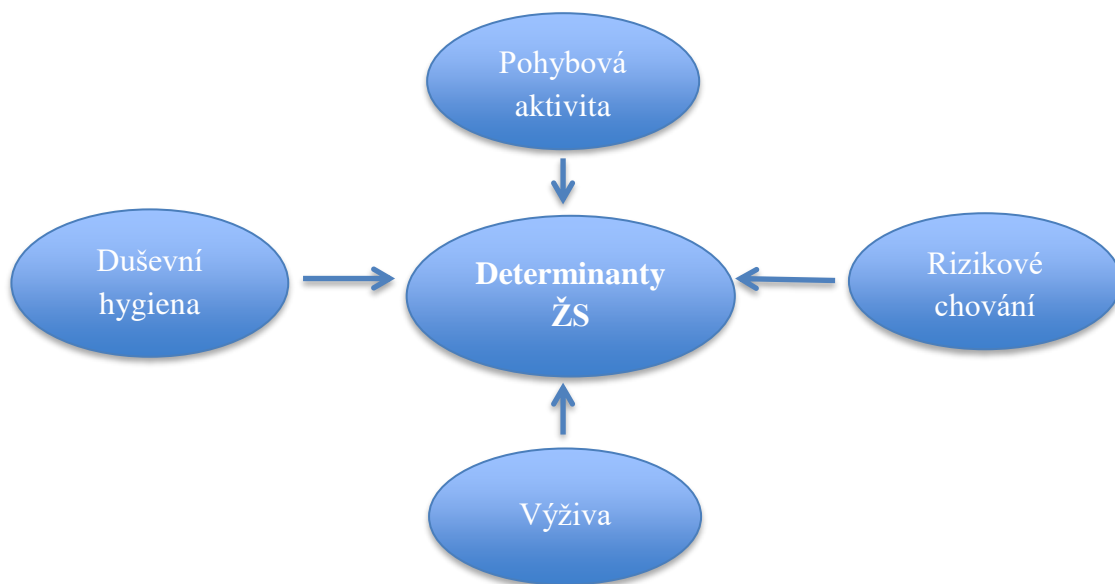 Pohybová
aktivita
Duševní
hygiena
Determinanty
ŽS
Rizikové
chování
Výživa